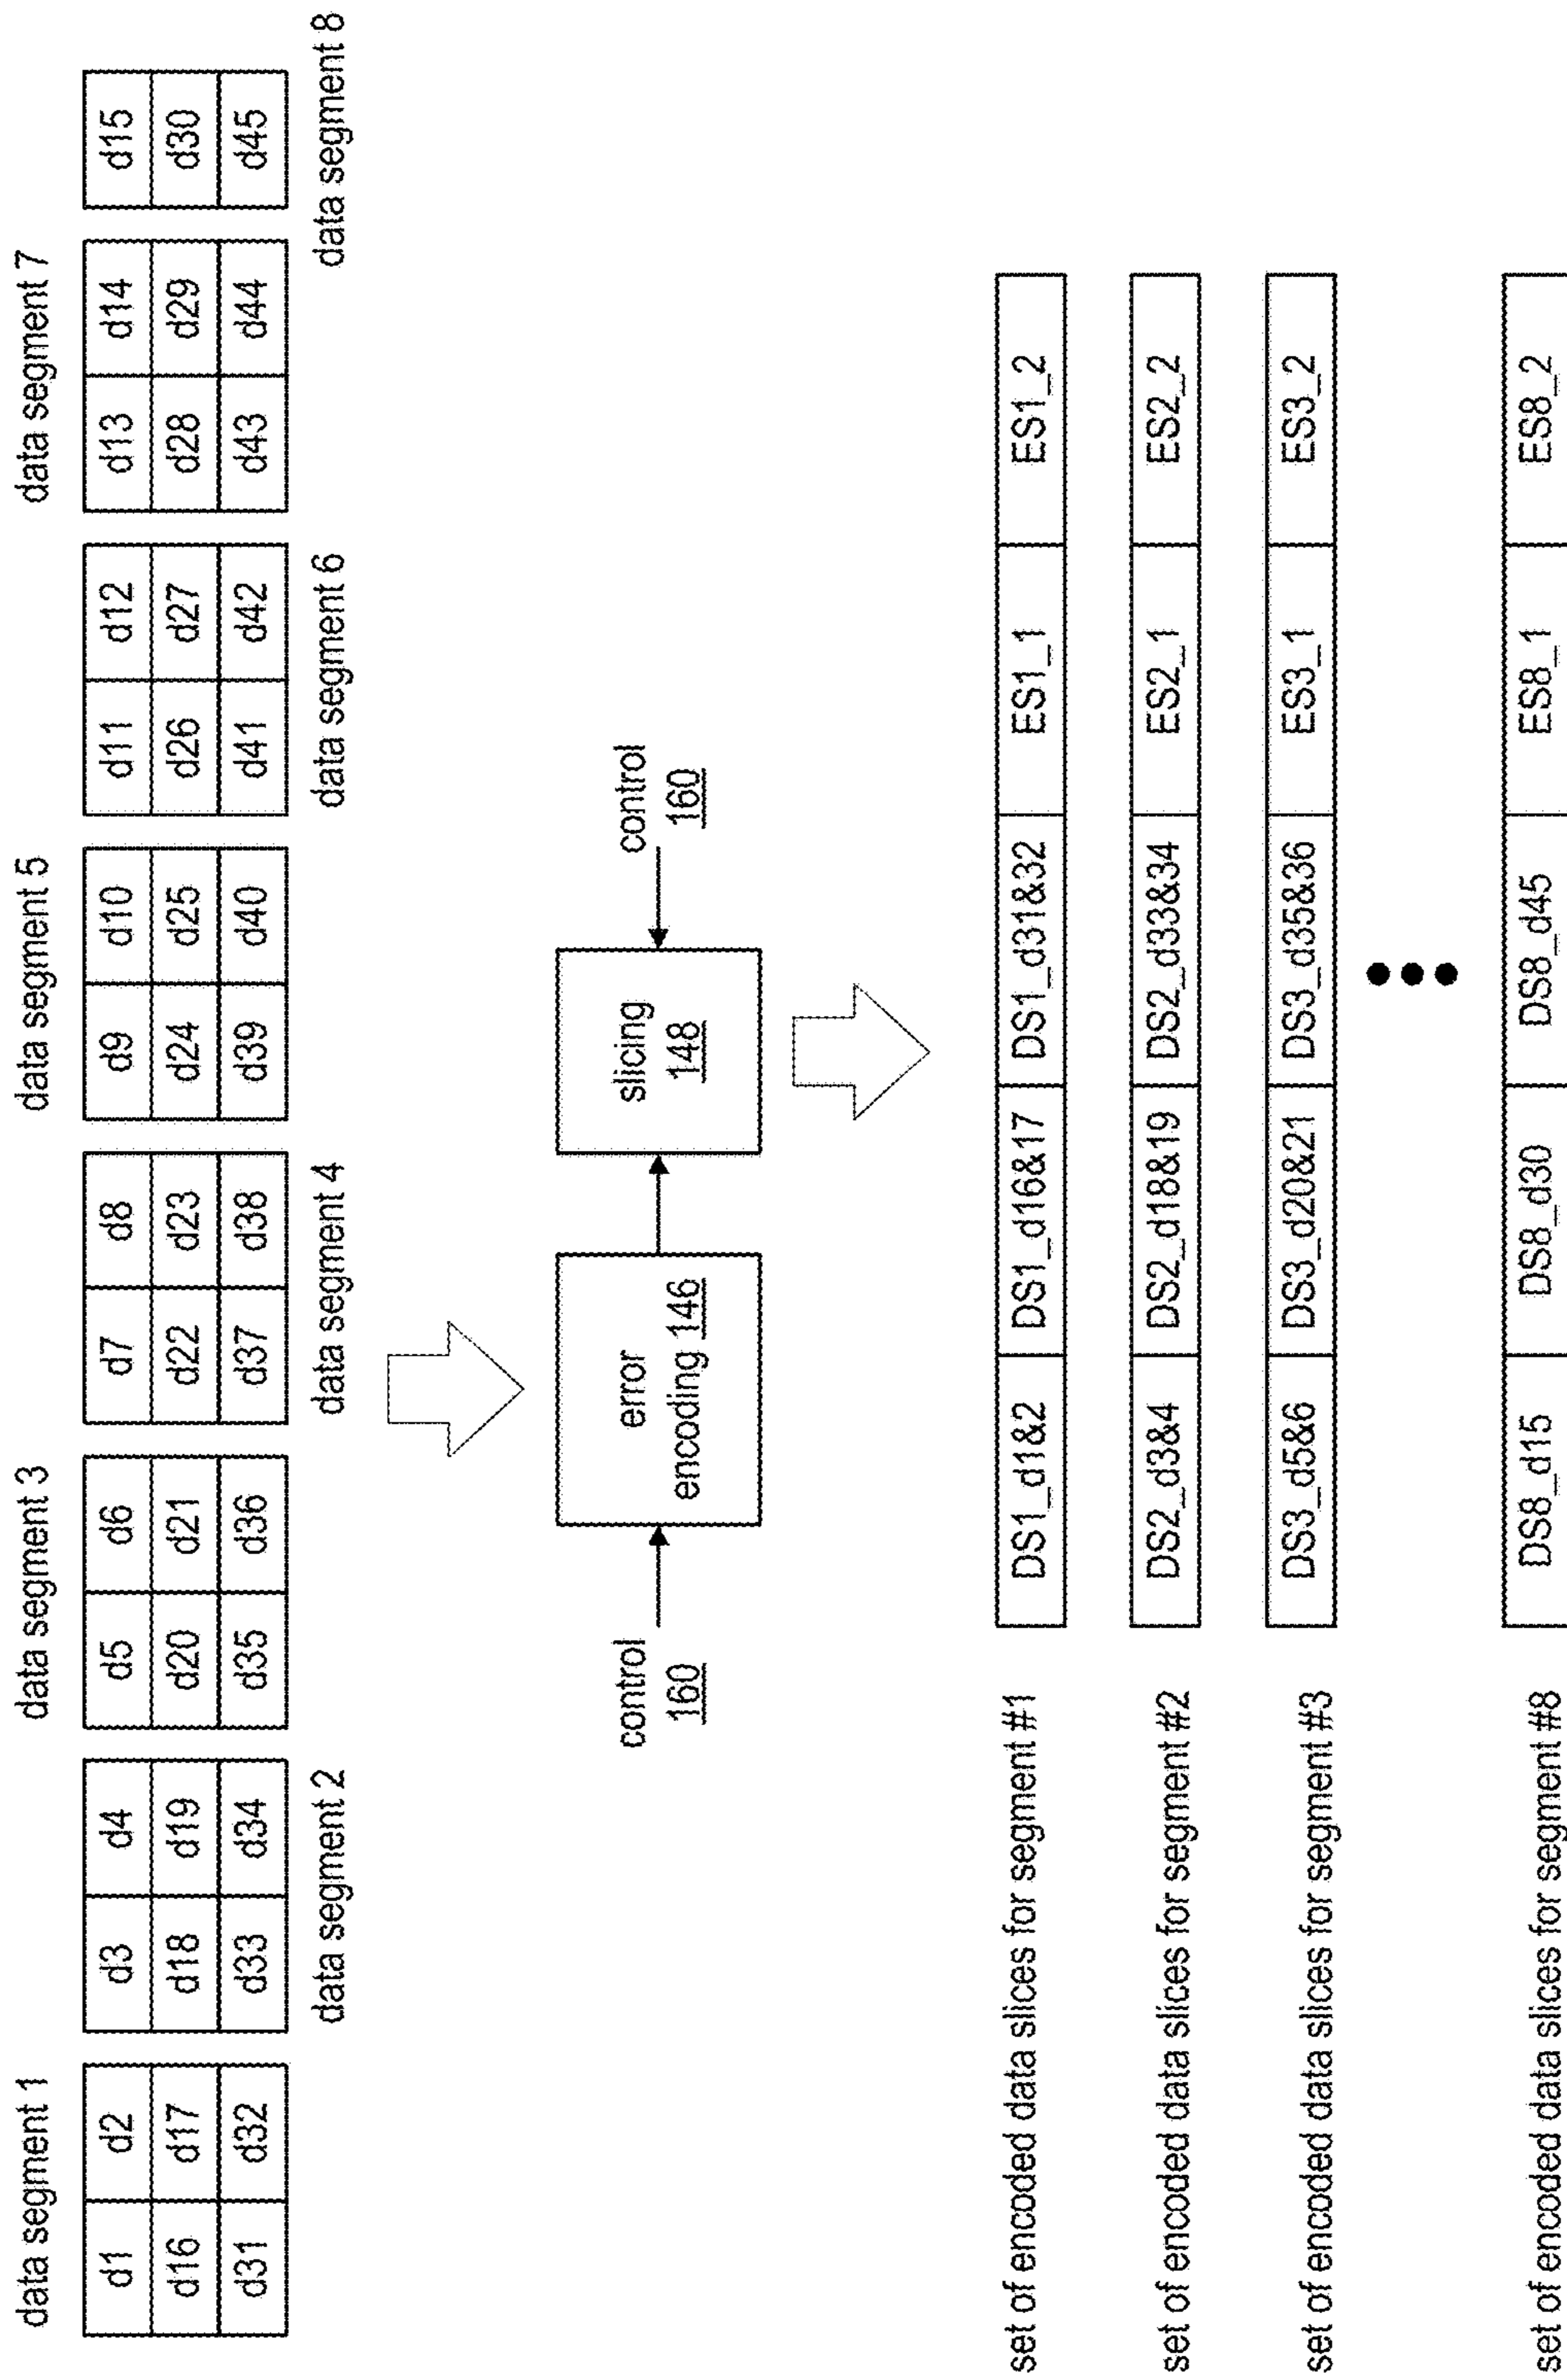 data segment 1
data segment 3
data segment 5
data segment 7
d1 d2 d3 d4 d5 d6 d7 d8 d9 d10 d11 d12 d13 d14 d15
d16 d17 d18 d19 d20 d21 d22 d23 d24 d25 d26 d27 d28 d29 d30
d31 d32 d33 d34 d35 d36 d37 d38 d39 d40 d41 d42 d43 d44 d45
data segment 2
data segment 4
data segment 6
data segment 8
control
160
error
encoding 146
slicing
148
control
160
set of encoded data slices for segment #1 DS1_d1&2 DS1_d16&17 DS1_d31&32 ES1_1 ES1_2
set of encoded data slices for segment #2 DS2_d3&4 DS2_d18&19 DS2_d33&34 ES2_1 ES2_2
set of encoded data slices for segment #3 DS3_d5&6 DS3_d20&21 DS3_d35&36 ES3_1 ES3_2
set of encoded data slices for segment #8 DS8_d15 DS8_d30 DS8_d45 ES8_1 ES8_2